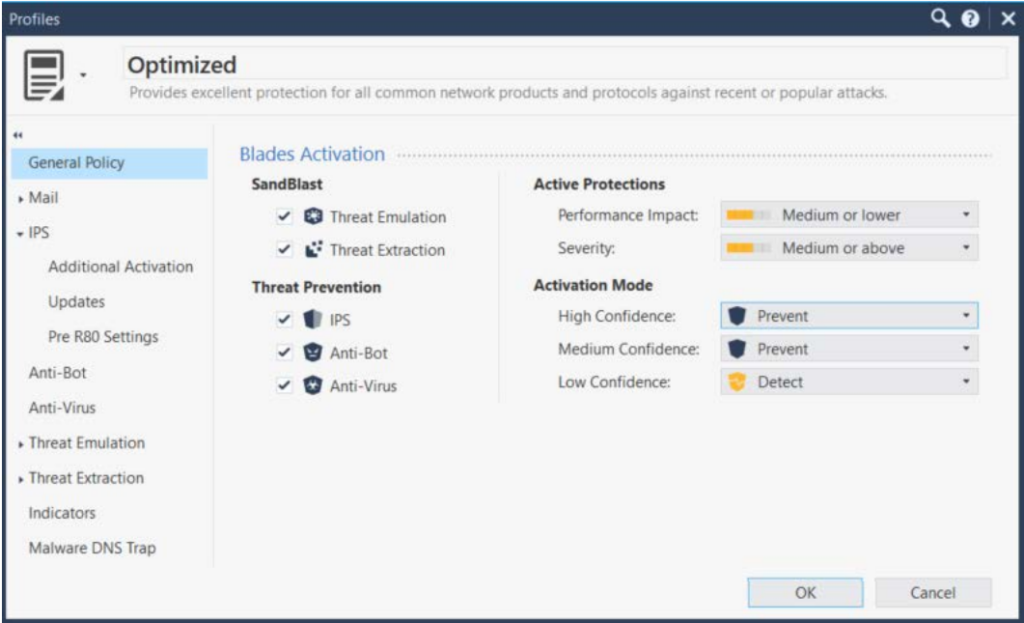 Profiles
Optimized
Provides excellent protection for all common network products and protocols against recent or popular attacks.
General Policy
Mail
IPS
Additional Activation
Updates
Pre R80 Settings
Anti-Bot
Anti-Virus
Threat Emulation
Threat Extraction
Indicators
Malware DNS Trap
Blades Activation
SandBlast
Threat Emulation
Threat Extraction
Threat Prevention
IPS
Anti-Bot
Anti-Virus
Active Protections
Performance Impact: Medium or lower
Severity: Medium or above
Activation Mode
High Confidence: Prevent
Medium Confidence: Prevent
Low Confidence: Detect
OK Cancel